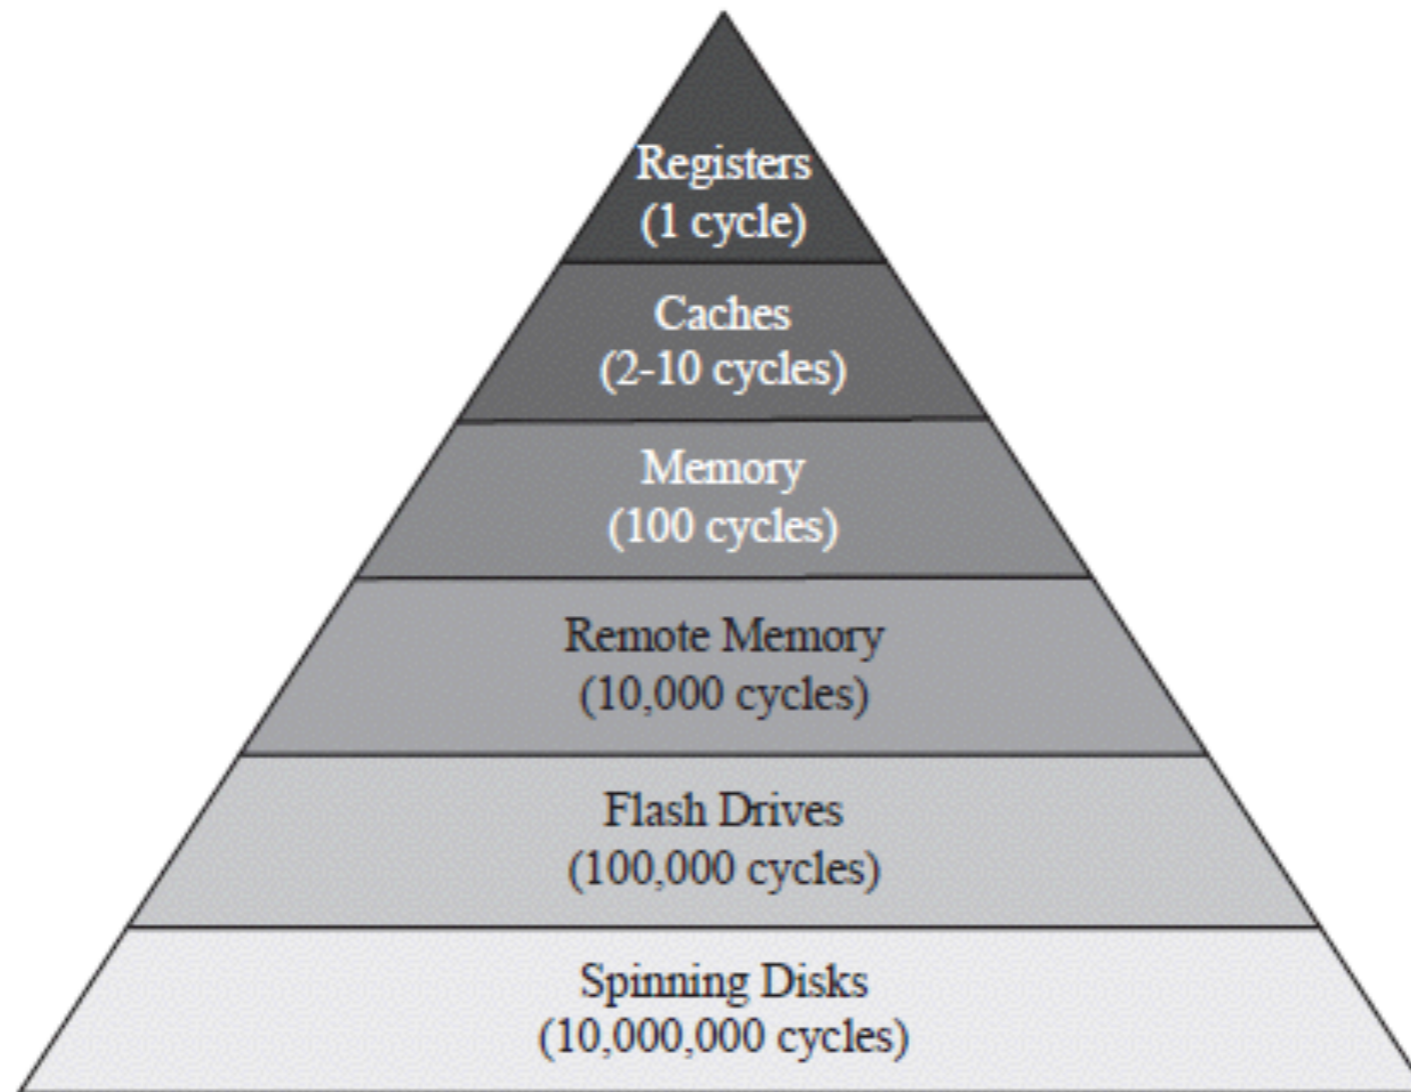 Registers
(1 cycle)
Caches
(2-10 cycles)
Memory
(100 cycles)
Remote Memory
(10,000 cycles)
Flash Drives
(100,000 cycles)
Spinning Disks
(10,000,000 cycles)